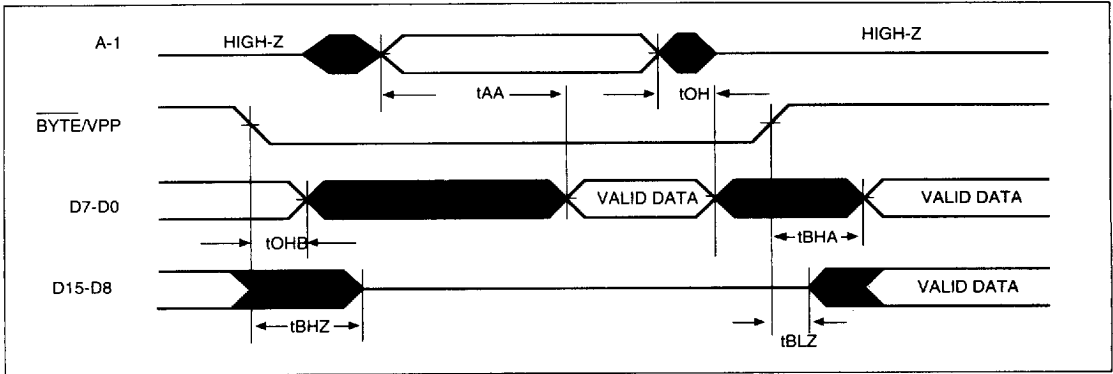 A-1 HIGH-Z HIGH-Z
tAA tOH
BYTE/VPP
D7-D0 VALID DATA VALID DATA
tOHB tBHA
D15-D8 VALID DATA
tBHZ tBLZ